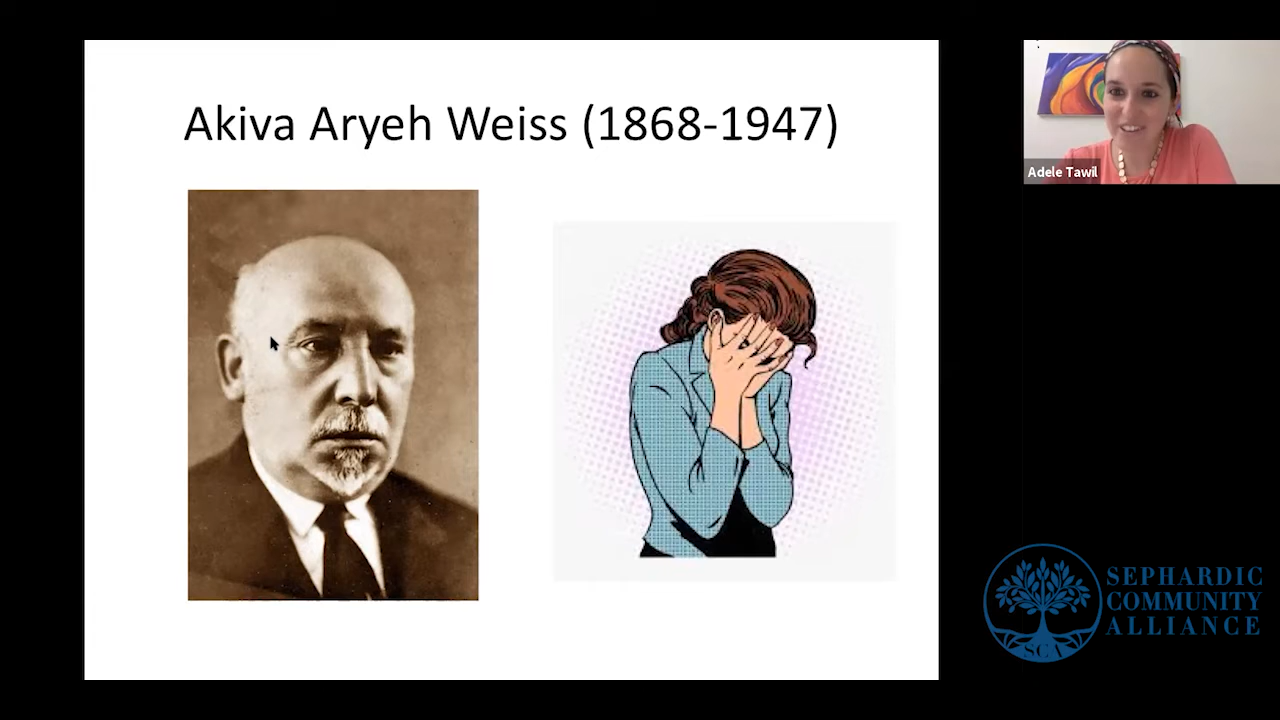 Akiva Aryeh Weiss (1868-1947)
Adele Tawil
SEPHARDIC
COMMUNITY
ALLIANCE
SCA